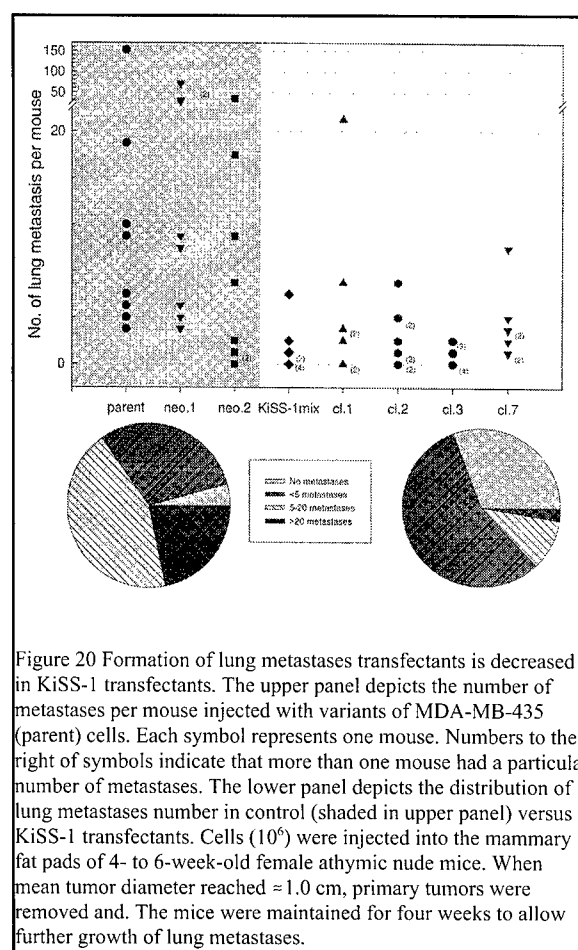 150
100
50
20
0
No. of lung metastasis per mouse
(2)
(2)
(2)
(4)
(2)
(2)
(2)
(2)
(2)
(3)
(4)
(2)
(2)
parent neo.1 neo.2 KiSS-1mix cl.1 cl.2 cl.3 cl.7
No metastases
<5 metastases
5-20 metastases
>20 metastases
Figure 20 Formation of lung metastases transfectants is decreased
in KiSS-1 transfectants. The upper panel depicts the number of
metastases per mouse injected with variants of MDA-MB-435
(parent) cells. Each symbol represents one mouse. Numbers to the
right of symbols indicate that more than one mouse had a particula
number of metastases. The lower panel depicts the distribution of
lung metastases number in control (shaded in upper panel) versus
KiSS-1 transfectants. Cells (10⁶) were injected into the mammary
fat pads of 4- to 6-week-old female athymic nude mice. When
mean tumor diameter reached ≈1.0 cm, primary tumors were
removed and. The mice were maintained for four weeks to allow
further growth of lung metastases.